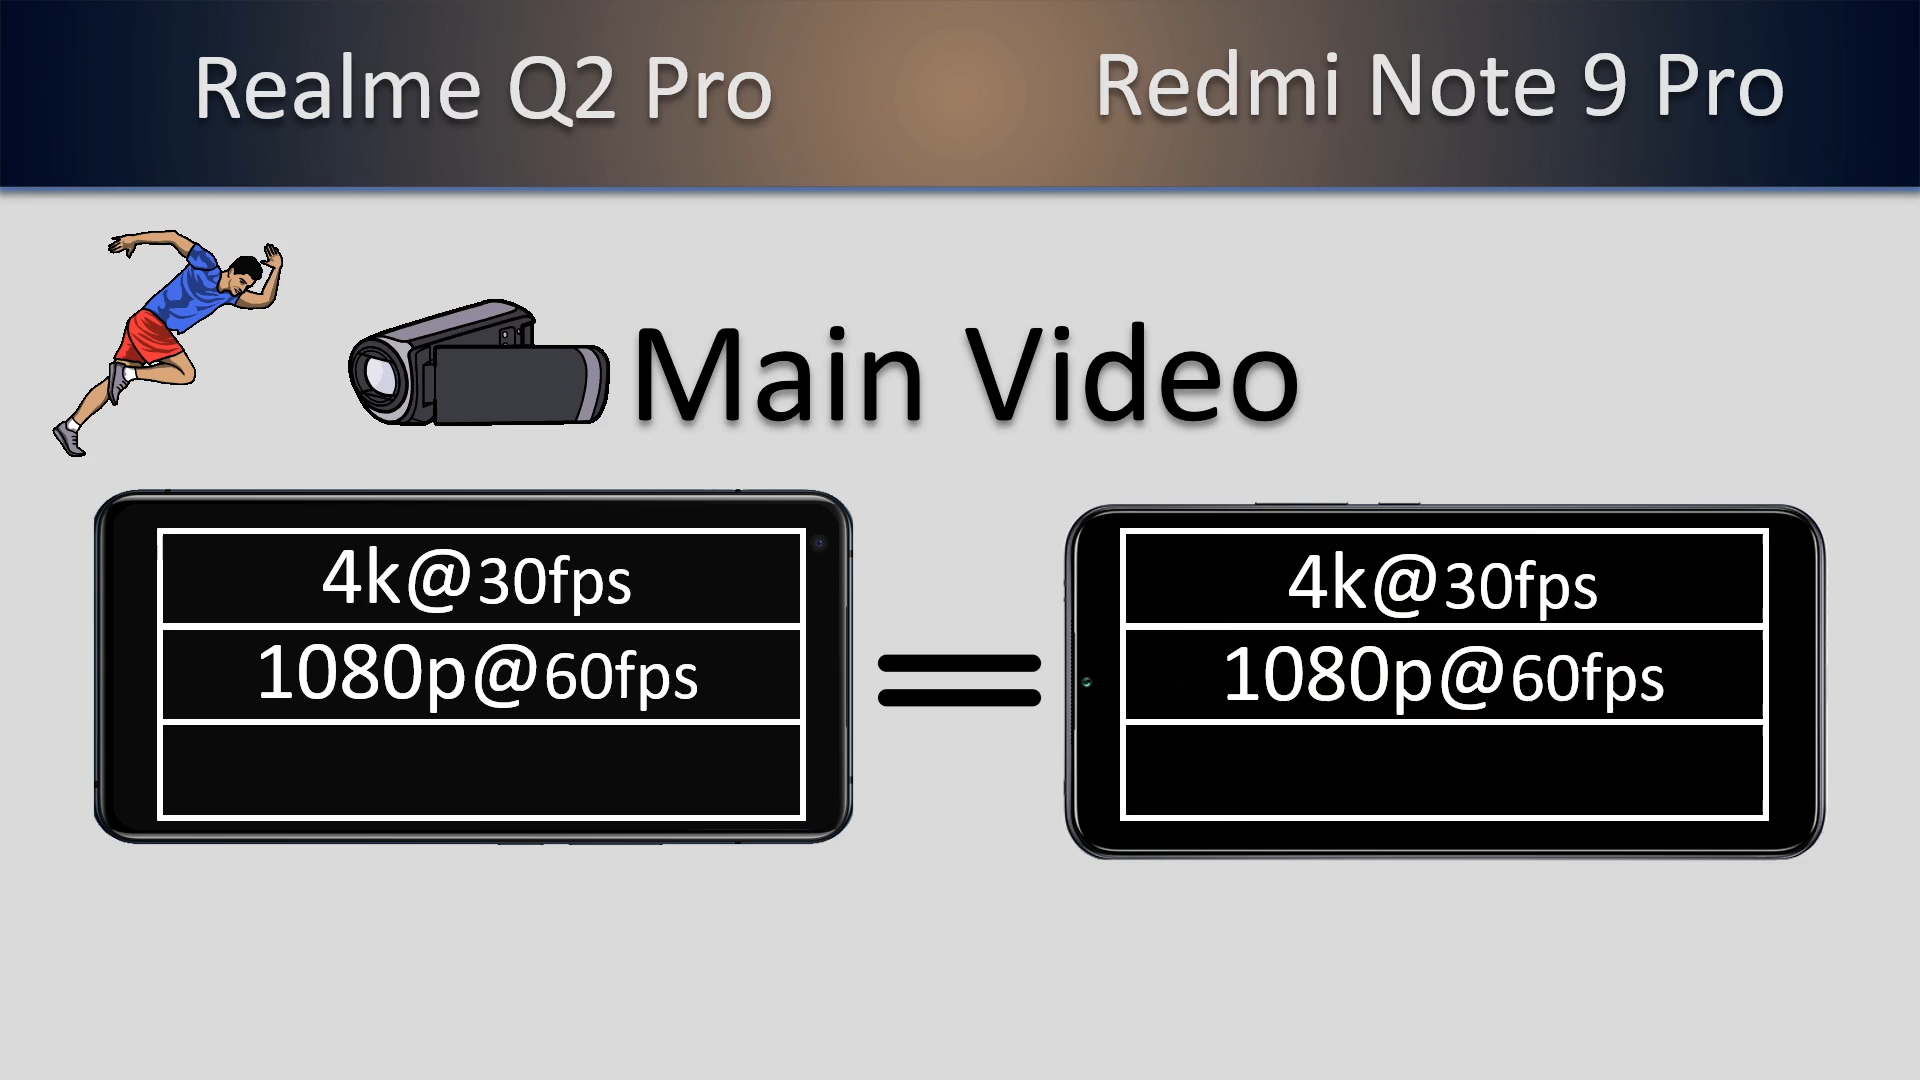 Realme Q2 Pro
Redmi Note 9 Pro
Main Video
4k@30fps
1080p@60fps
4k@30fps
1080p@60fps